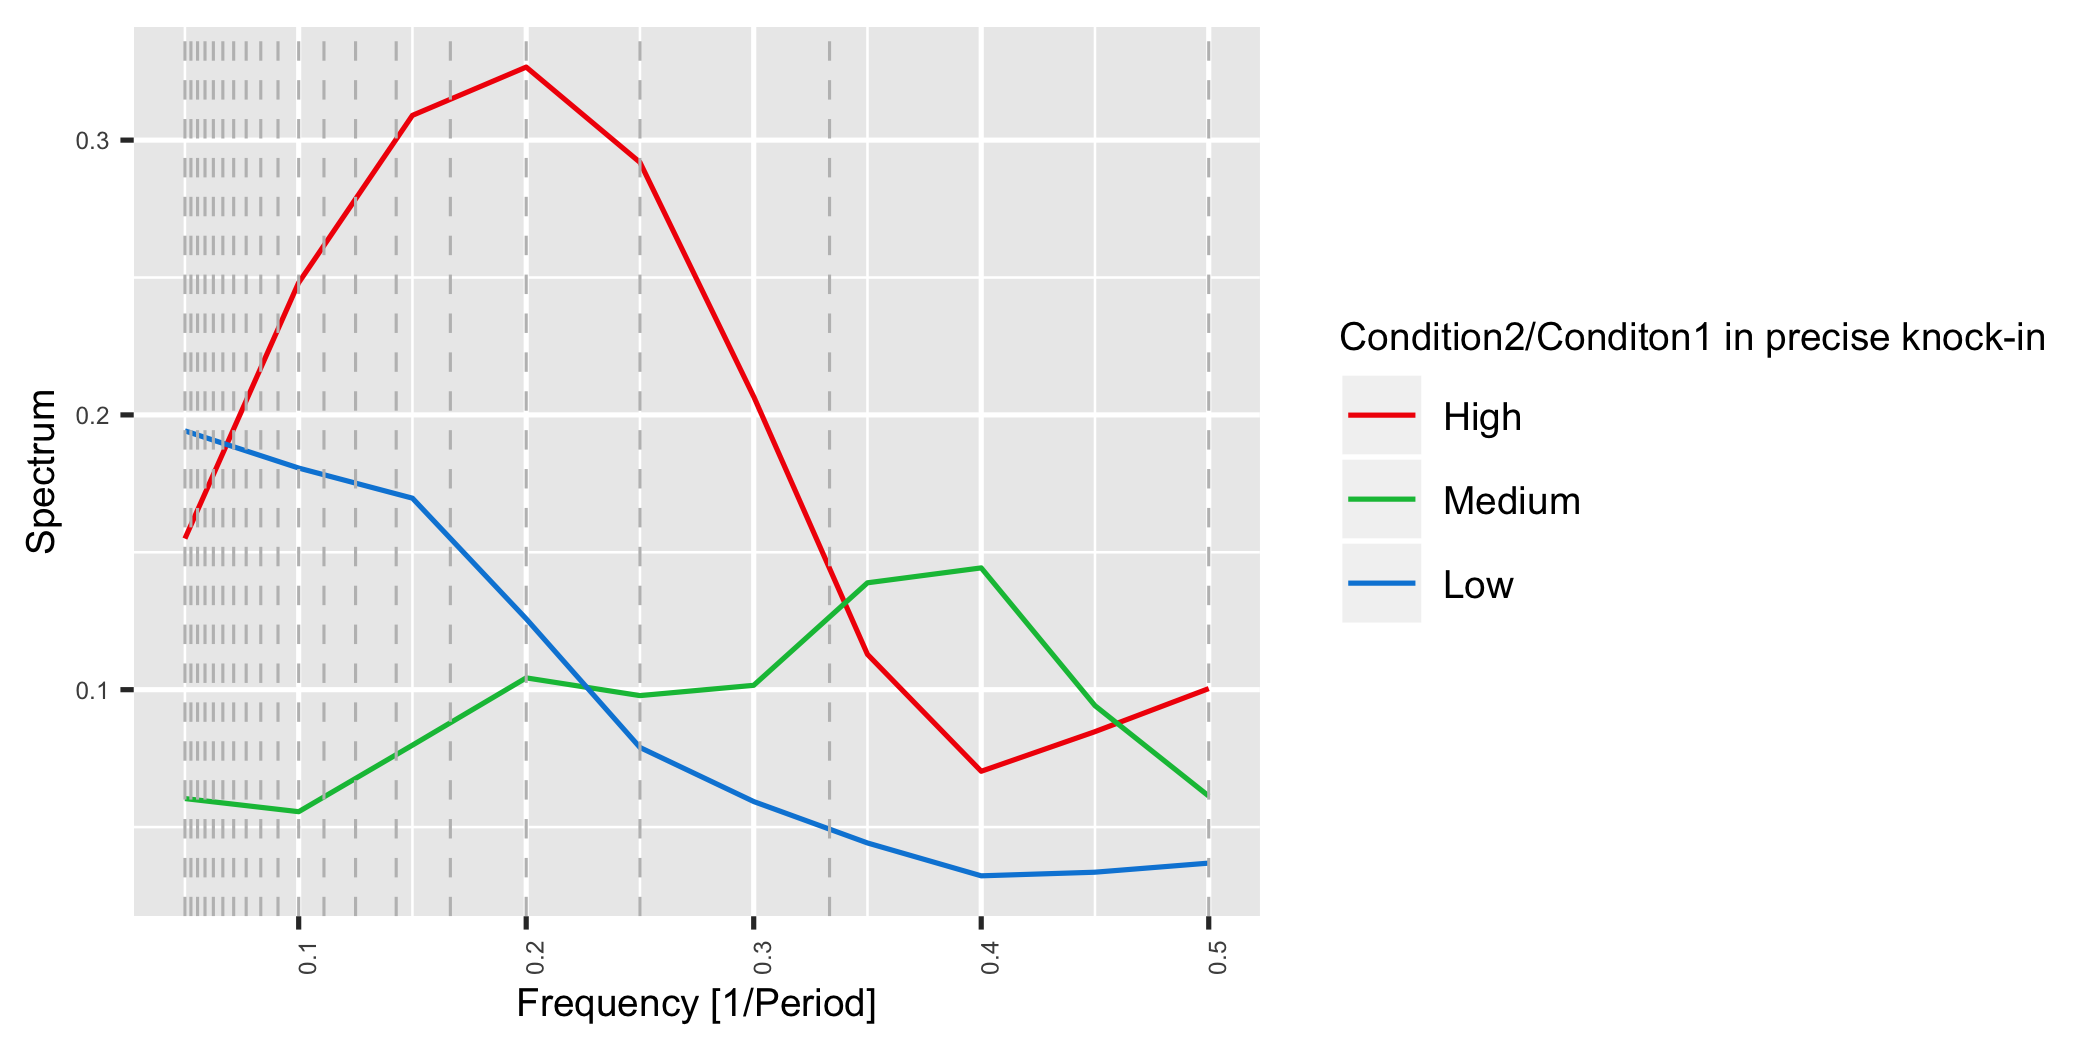 0.3
0.2
0.1
Spectrum
0.1
0.2
0.3
0.4
0.5
Frequency [1/Period]
Condition2/Conditon1 in precise knock-in
High
Medium
Low